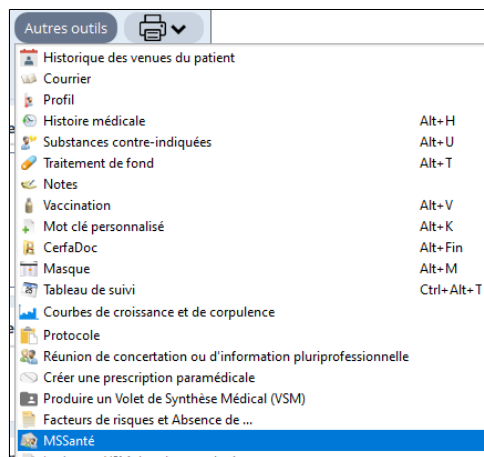 Autres outils
Historique des venues du patient
Courrier
Profil
Histoire médicale Alt+H
Substances contre-indiquées Alt+U
Traitement de fond Alt+T
Notes
Vaccination Alt+V
Mot clé personnalisé Alt+K
CerfaDoc Alt+Fin
Masque Alt+M
Tableau de suivi Ctrl+Alt+T
Courbes de croissance et de corpulence
Protocole
Réunion de concertation ou d'information pluriprofessionnelle
Créer une prescription paramédicale
Produire un Volet de Synthèse Médical (VSM)
Facteurs de risques et Absence de ...
MSSanté